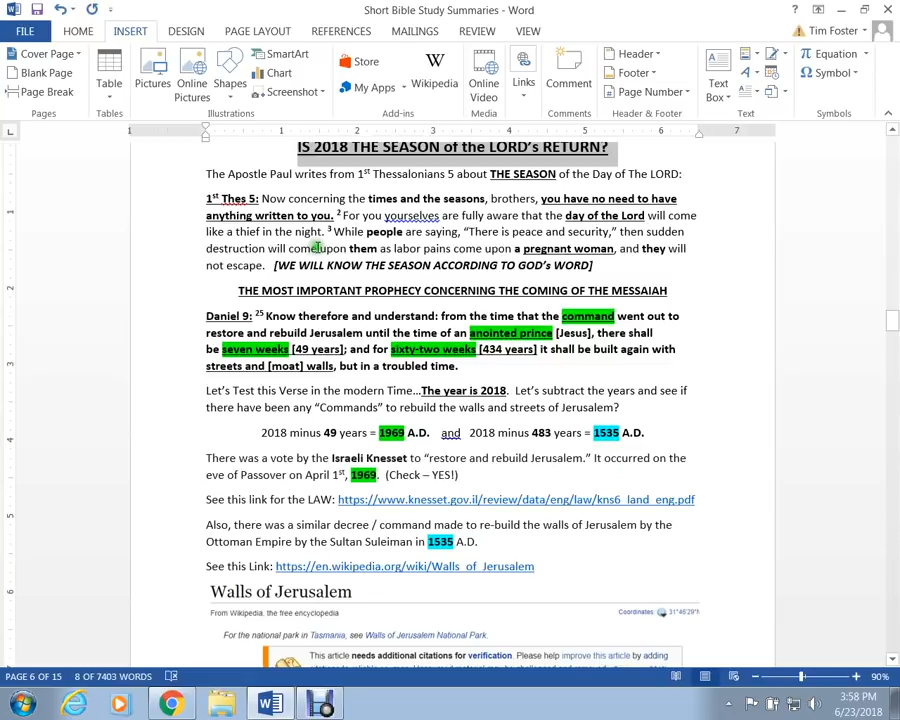 Short Bible Study Summaries - Word
FILE HOME INSERT DESIGN PAGE LAYOUT REFERENCES MAILINGS REVIEW VIEW Tim Foster
Cover Page
Blank Page
Page Break
Pages
Table
Tables
Pictures
Online Pictures
Shapes
SmartArt
Chart
Screenshot
Illustrations
Store
My Apps
Wikipedia
Add-ins
Online Video
Media
Links
Comment
Comments
Header
Footer
Page Number
Header & Footer
Text Box
Text
Equation
Symbol
Symbols
1 1 2 3 4 5 6 7
IS 2018 THE SEASON of the LORD's RETURN?
The Apostle Paul writes from 1st Thessalonians 5 about THE SEASON of the Day of The LORD:
1st Thes 5: Now concerning the times and the seasons, brothers, you have no need to have
anything written to you. 2 For you yourselves are fully aware that the day of the Lord will come
like a thief in the night. 3 While people are saying, “There is peace and security,” then sudden
destruction will come upon them as labor pains come upon a pregnant woman, and they will
not escape. [WE WILL KNOW THE SEASON ACCORDING TO GOD's WORD]
THE MOST IMPORTANT PROPHECY CONCERNING THE COMING OF THE MESSAIAH
Daniel 9: 25 Know therefore and understand: from the time that the command went out to
restore and rebuild Jerusalem until the time of an anointed prince [Jesus], there shall
be seven weeks [49 years]; and for sixty-two weeks [434 years] it shall be built again with
streets and [moat] walls, but in a troubled time.
Let's Test this Verse in the modern Time…The year is 2018. Let's subtract the years and see if
there have been any “Commands” to rebuild the walls and streets of Jerusalem?
2018 minus 49 years = 1969 A.D. and 2018 minus 483 years = 1535 A.D.
There was a vote by the Israeli Knesset to “restore and rebuild Jerusalem.” It occurred on the
eve of Passover on April 1st, 1969. (Check – YES!)
See this link for the LAW: https://www.knesset.gov.il/review/data/eng/law/kns6_land_eng.pdf
Also, there was a similar decree / command made to re-build the walls of Jerusalem by the
Ottoman Empire by the Sultan Suleiman in 1535 A.D.
See this Link: https://en.wikipedia.org/wiki/Walls_of_Jerusalem
Walls of Jerusalem
From Wikipedia, the free encyclopedia
Coordinates: 31°46′29″N
For the national park in Tasmania, see Walls of Jerusalem National Park.
This article needs additional citations for verification. Please help improve this article by adding
PAGE 6 OF 15 8 OF 7403 WORDS 90%
3:58 PM
6/23/2018